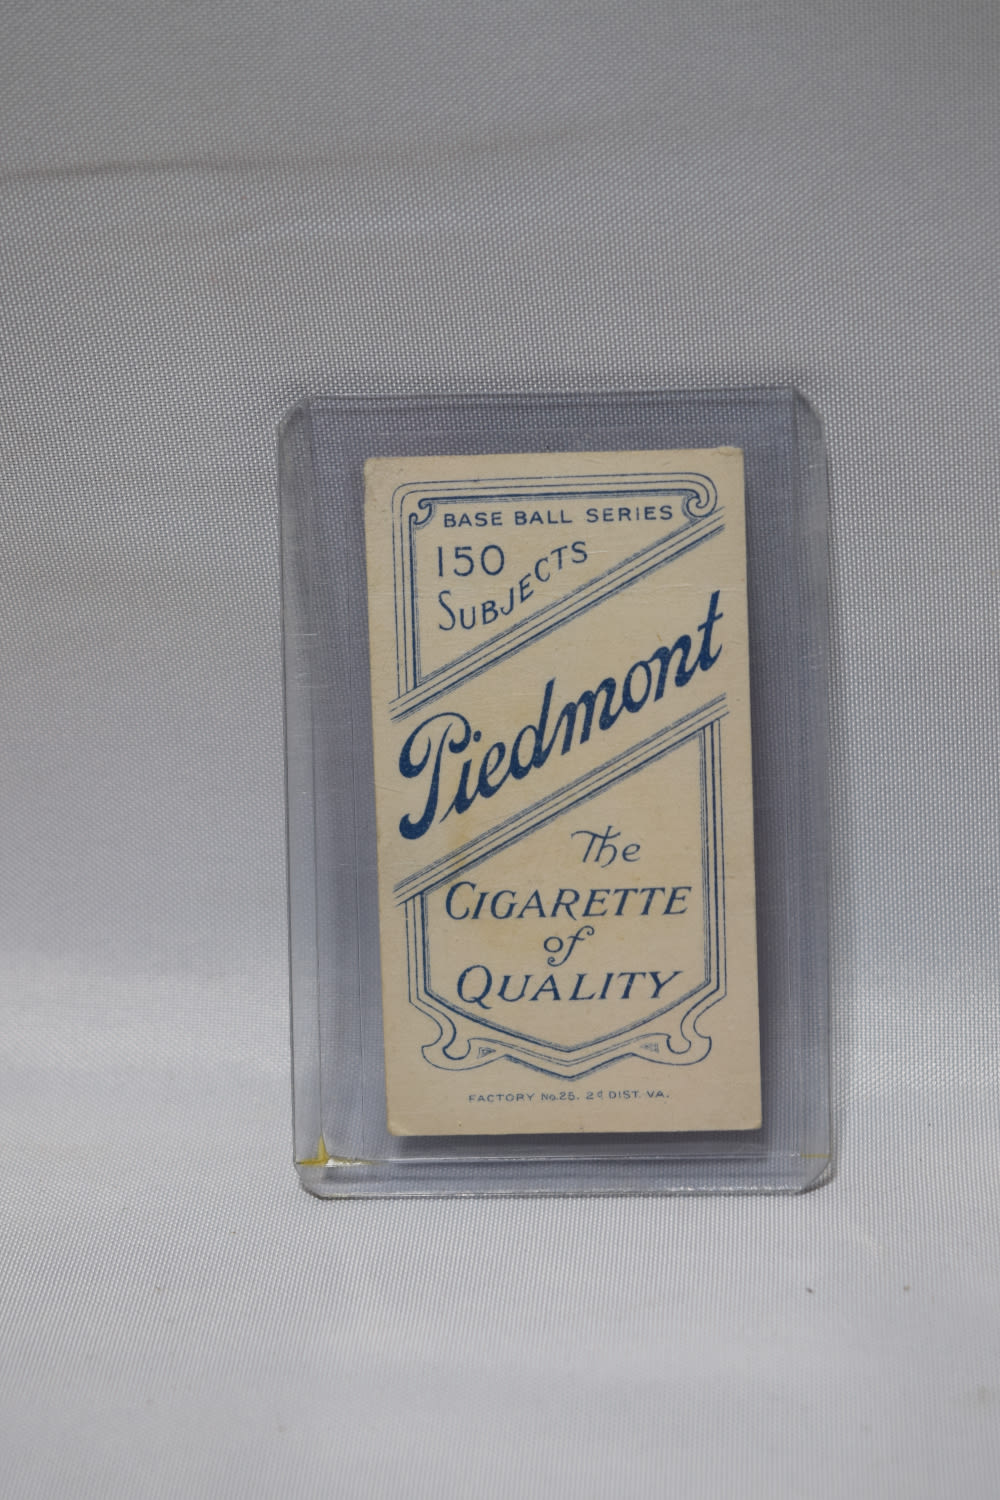 BASE BALL SERIES
150
SUBJECTS
Piedmont
The
CIGARETTE
of
QUALITY
FACTORY No. 25. 2d DIST. VA.